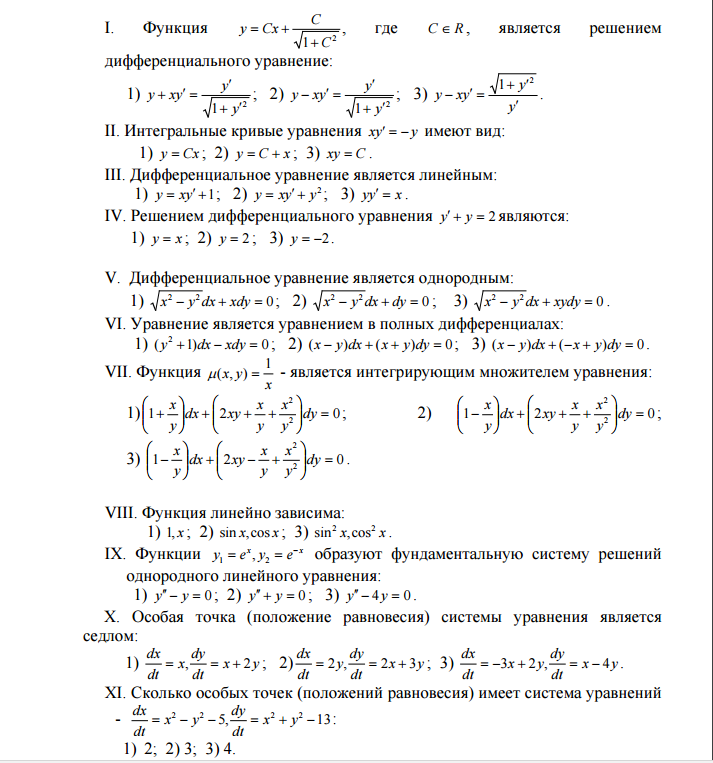 I. Функция y = Cx + C/√(1+C²), где C ∈ R, является решением
дифференциального уравнение:
1) y + xy′ = y′/√(1+y′²); 2) y − xy′ = y′/√(1+y′²); 3) y − xy′ = √(1+y′²)/y′.
II. Интегральные кривые уравнения xy′ = −y имеют вид:
1) y = Cx; 2) y = C + x; 3) xy = C.
III. Дифференциальное уравнение является линейным:
1) y = xy′ + 1; 2) y = xy′ + y²; 3) yy′ = x.
IV. Решением дифференциального уравнения y′ + y = 2 являются:
1) y = x; 2) y = 2; 3) y = −2.
V. Дифференциальное уравнение является однородным:
1) √(x² − y²)dx + xdy = 0; 2) √(x² − y²)dx + dy = 0; 3) √(x² − y²)dx + xydy = 0.
VI. Уравнение является уравнением в полных дифференциалах:
1) (y² + 1)dx − xdy = 0; 2) (x − y)dx + (x + y)dy = 0; 3) (x − y)dx + (−x + y)dy = 0.
VII. Функция μ(x, y) = 1/x - является интегрирующим множителем уравнения:
1) (1 + x/y)dx + (2xy + x/y + x²/y²)dy = 0; 2) (1 − x/y)dx + (2xy + x/y + x²/y²)dy = 0;
3) (1 − x/y)dx + (2xy − x/y + x²/y²)dy = 0.
VIII. Функция линейно зависима:
1) 1, x; 2) sin x, cos x; 3) sin² x, cos² x.
IX. Функции y₁ = eˣ, y₂ = e⁻ˣ образуют фундаментальную систему решений
однородного линейного уравнения:
1) y″ − y = 0; 2) y″ + y = 0; 3) y″ − 4y = 0.
X. Особая точка (положение равновесия) системы уравнения является
седлом:
1) dx/dt = x, dy/dt = x + 2y; 2) dx/dt = 2y, dy/dt = 2x + 3y; 3) dx/dt = −3x + 2y, dy/dt = x − 4y.
XI. Сколько особых точек (положений равновесия) имеет система уравнений
- dx/dt = x² − y² − 5, dy/dt = x² + y² − 13:
1) 2; 2) 3; 3) 4.